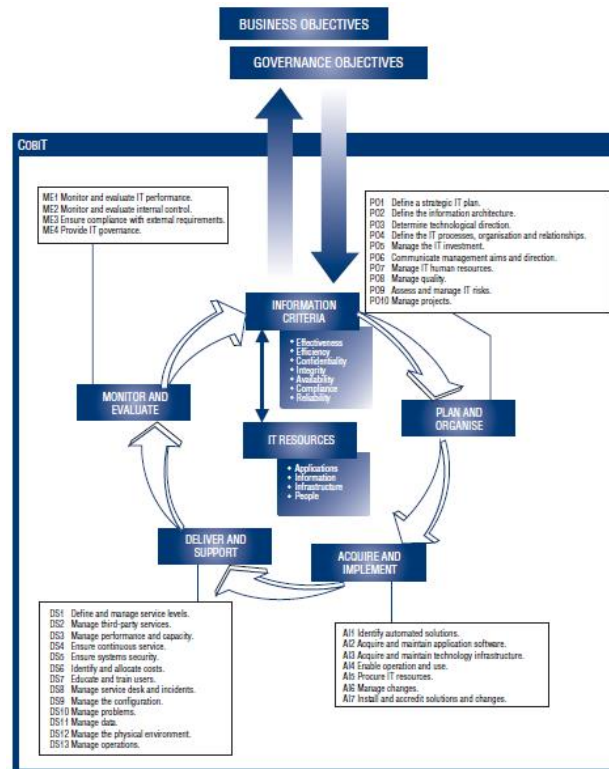 BUSINESS OBJECTIVES
GOVERNANCE OBJECTIVES
COBIT
ME1 Monitor and evaluate IT performance.
ME2 Monitor and evaluate internal control.
ME3 Ensure compliance with external requirements.
ME4 Provide IT governance.
PO1 Define a strategic IT plan.
PO2 Define the information architecture.
PO3 Determine technological direction.
PO4 Define the IT processes, organisation and relationships.
PO5 Manage the IT investment.
PO6 Communicate management aims and direction.
PO7 Manage IT human resources.
PO8 Manage quality.
PO9 Assess and manage IT risks.
PO10 Manage projects.
INFORMATION
CRITERIA
• Effectiveness
• Efficiency
• Confidentiality
• Integrity
• Availability
• Compliance
• Reliability
MONITOR AND
EVALUATE
PLAN AND
ORGANISE
IT RESOURCES
• Applications
• Information
• Infrastructure
• People
DELIVER AND
SUPPORT
ACQUIRE AND
IMPLEMENT
DS1 Define and manage service levels.
DS2 Manage third-party services.
DS3 Manage performance and capacity.
DS4 Ensure continuous service.
DS5 Ensure systems security.
DS6 Identify and allocate costs.
DS7 Educate and train users.
DS8 Manage service desk and incidents.
DS9 Manage the configuration.
DS10 Manage problems.
DS11 Manage data.
DS12 Manage the physical environment.
DS13 Manage operations.
AI1 Identify automated solutions.
AI2 Acquire and maintain application software.
AI3 Acquire and maintain technology infrastructure.
AI4 Enable operation and use.
AI5 Procure IT resources.
AI6 Manage changes.
AI7 Install and accredit solutions and changes.